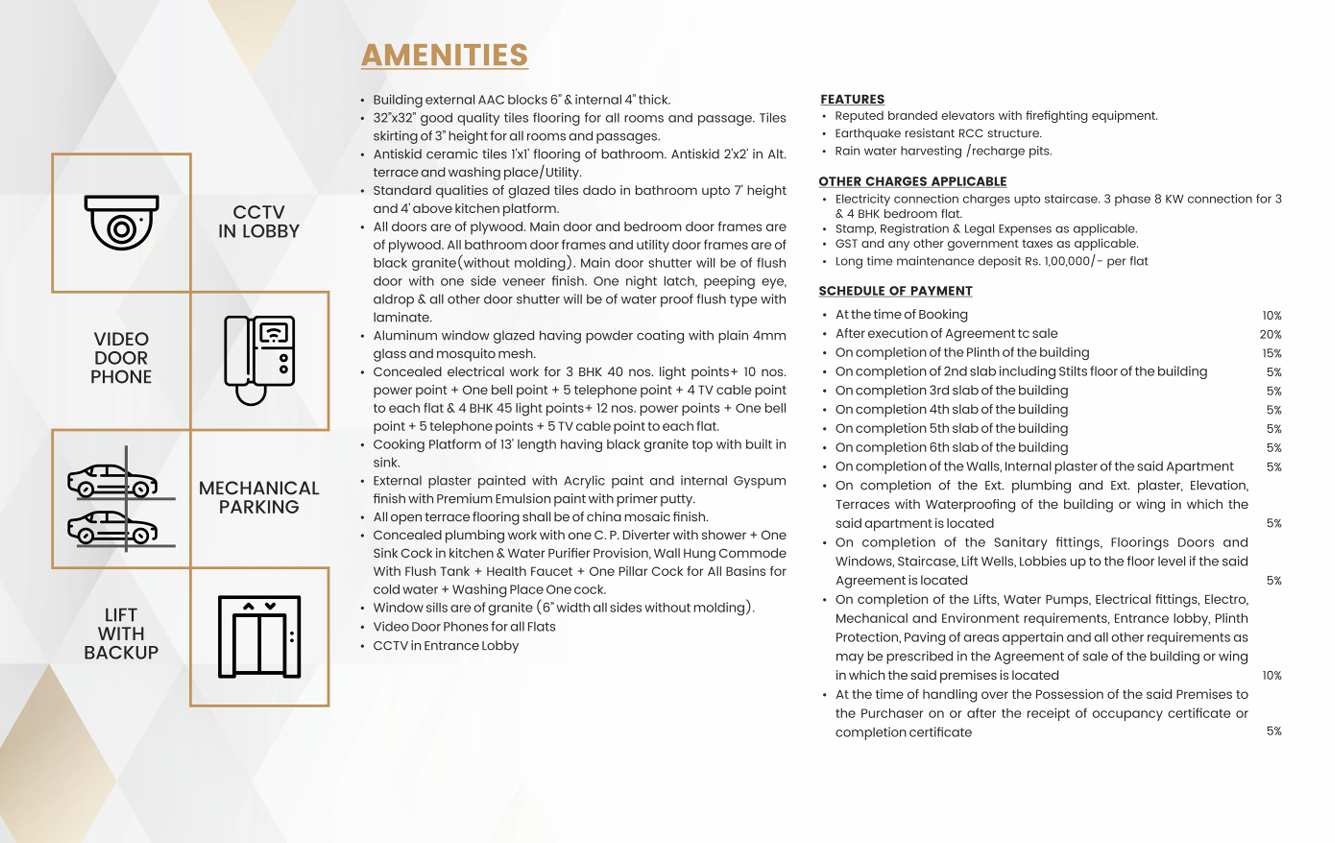 AMENITIES
CCTV
IN LOBBY
VIDEO
DOOR
PHONE
MECHANICAL
PARKING
LIFT
WITH
BACKUP
• Building external AAC blocks 6" & internal 4" thick.
• 32"x32" good quality tiles flooring for all rooms and passage. Tiles
skirting of 3" height for all rooms and passages.
• Antiskid ceramic tiles 1'x1' flooring of bathroom. Antiskid 2'x2' in Alt.
terrace and washing place/Utility.
• Standard qualities of glazed tiles dado in bathroom upto 7' height
and 4' above kitchen platform.
• All doors are of plywood. Main door and bedroom door frames are
of plywood. All bathroom door frames and utility door frames are of
black granite(without molding). Main door shutter will be of flush
door with one side veneer finish. One night latch, peeping eye,
aldrop & all other door shutter will be of water proof flush type with
laminate.
• Aluminum window glazed having powder coating with plain 4mm
glass and mosquito mesh.
• Concealed electrical work for 3 BHK 40 nos. light points+ 10 nos.
power point + One bell point + 5 telephone point + 4 TV cable point
to each flat & 4 BHK 45 light points+ 12 nos. power points + One bell
point + 5 telephone points + 5 TV cable point to each flat.
• Cooking Platform of 13' length having black granite top with built in
sink.
• External plaster painted with Acrylic paint and internal Gyspum
finish with Premium Emulsion paint with primer putty.
• All open terrace flooring shall be of china mosaic finish.
• Concealed plumbing work with one C. P. Diverter with shower + One
Sink Cock in kitchen & Water Purifier Provision, Wall Hung Commode
With Flush Tank + Health Faucet + One Pillar Cock for All Basins for
cold water + Washing Place One cock.
• Window sills are of granite (6" width all sides without molding).
• Video Door Phones for all Flats
• CCTV in Entrance Lobby
FEATURES
• Reputed branded elevators with firefighting equipment.
• Earthquake resistant RCC structure.
• Rain water harvesting /recharge pits.
OTHER CHARGES APPLICABLE
• Electricity connection charges upto staircase. 3 phase 8 KW connection for 3
& 4 BHK bedroom flat.
• Stamp, Registration & Legal Expenses as applicable.
• GST and any other government taxes as applicable.
• Long time maintenance deposit Rs. 1,00,000/- per flat
SCHEDULE OF PAYMENT
• At the time of Booking 10%
• After execution of Agreement tc sale 20%
• On completion of the Plinth of the building 15%
• On completion of 2nd slab including Stilts floor of the building 5%
• On completion 3rd slab of the building 5%
• On completion 4th slab of the building 5%
• On completion 5th slab of the building 5%
• On completion 6th slab of the building 5%
• On completion of the Walls, Internal plaster of the said Apartment 5%
• On completion of the Ext. plumbing and Ext. plaster, Elevation,
Terraces with Waterproofing of the building or wing in which the
said apartment is located 5%
• On completion of the Sanitary fittings, Floorings Doors and
Windows, Staircase, Lift Wells, Lobbies up to the floor level if the said
Agreement is located 5%
• On completion of the Lifts, Water Pumps, Electrical fittings, Electro,
Mechanical and Environment requirements, Entrance lobby, Plinth
Protection, Paving of areas appertain and all other requirements as
may be prescribed in the Agreement of sale of the building or wing
in which the said premises is located 10%
• At the time of handling over the Possession of the said Premises to
the Purchaser on or after the receipt of occupancy certificate or
completion certificate 5%